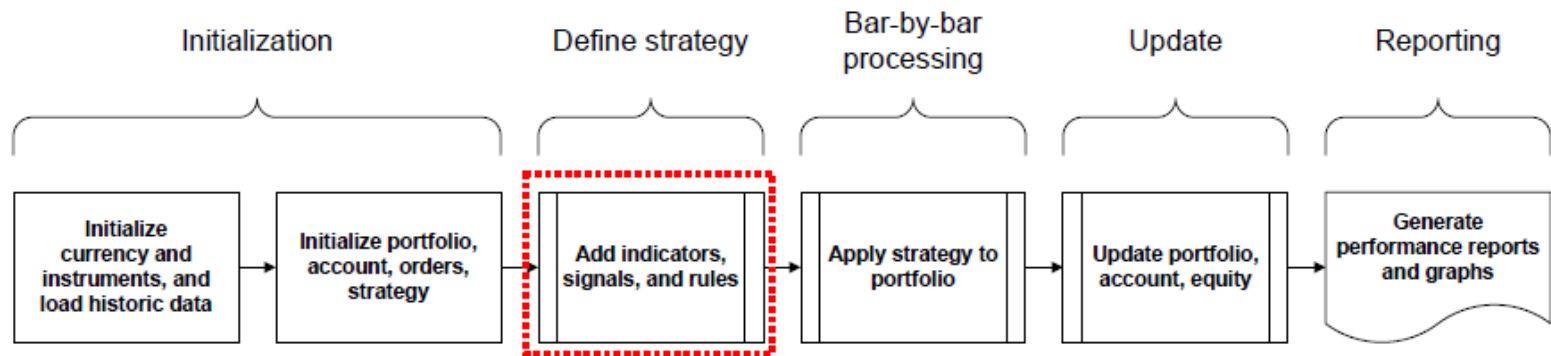 Initialization
Define strategy
Bar-by-bar
processing
Update
Reporting
Initialize
currency and
instruments, and
load historic data
Initialize portfolio,
account, orders,
strategy
Add indicators,
signals, and rules
Apply strategy to
portfolio
Update portfolio,
account, equity
Generate
performance reports
and graphs